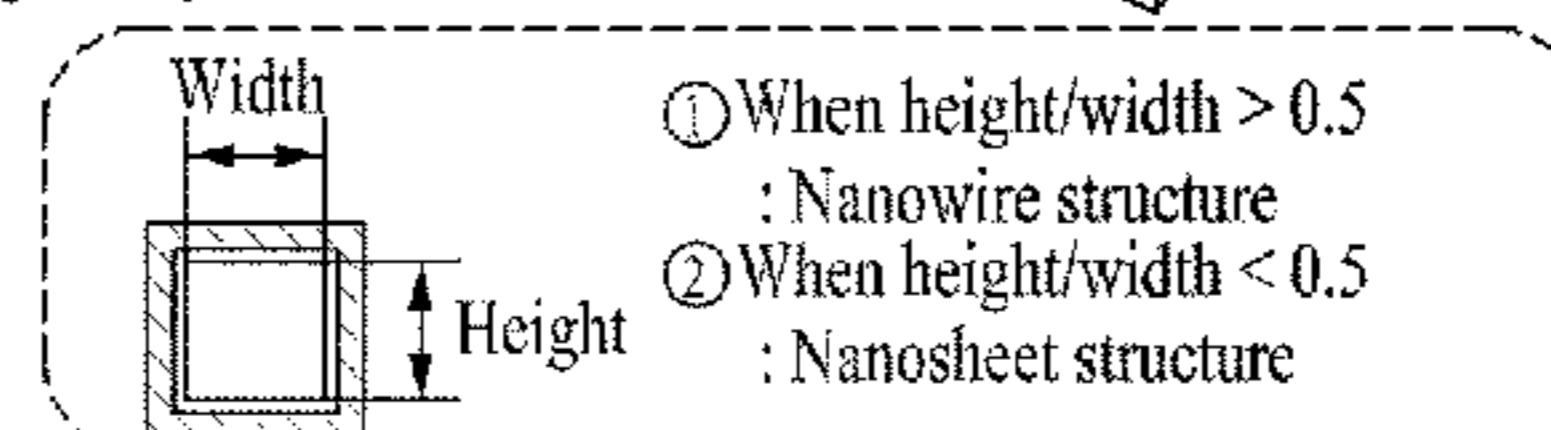 Width
Height
①When height/width > 0.5
: Nanowire structure
②When height/width < 0.5
: Nanosheet structure